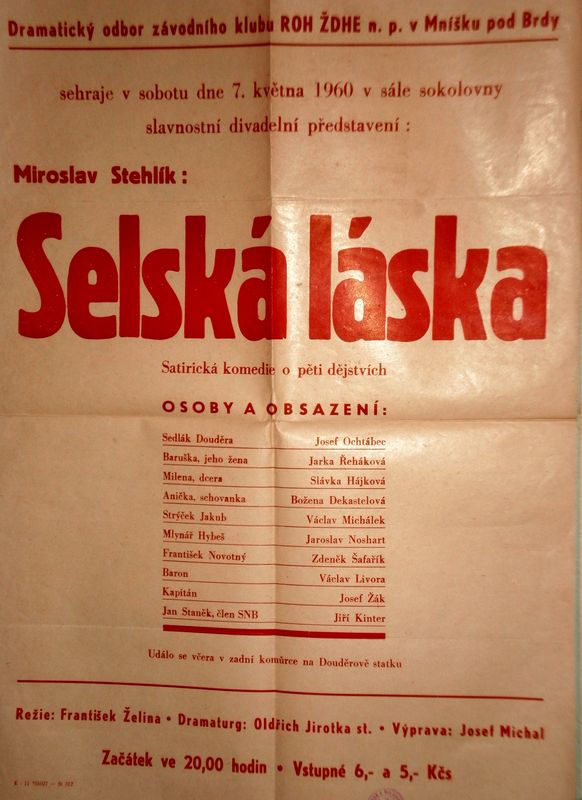 Dramatický odbor závodního klubu ROH ŽDHE n. p. v Mníšku pod Brdy
sehraje v sobotu dne 7. května 1960 v sále sokolovny
slavnostní divadelní představení :
Miroslav Stehlík :
Selská láska
Satirická komedie o pěti dějstvích
OSOBY A OBSAZENÍ:
Sedlák Douděra Josef Ochtábec
Baruška, jeho žena Jarka Řeháková
Milena, dcera Slávka Hájková
Anička, schovanka Božena Dekastelová
Strýček Jakub Václav Michálek
Mlynář Hybeš Jaroslav Noshart
František Novotný Zdeněk Šafařík
Baron Václav Livora
Kapitán Josef Žák
Jan Staněk, člen SNB Jiří Kinter
Událo se včera v zadní komůrce na Douděrově statku
Režie: František Želina • Dramaturg: Oldřich Jirotka st. • Výprava: Josef Michal
Začátek ve 20,00 hodin • Vstupné 6,- a 5,- Kčs